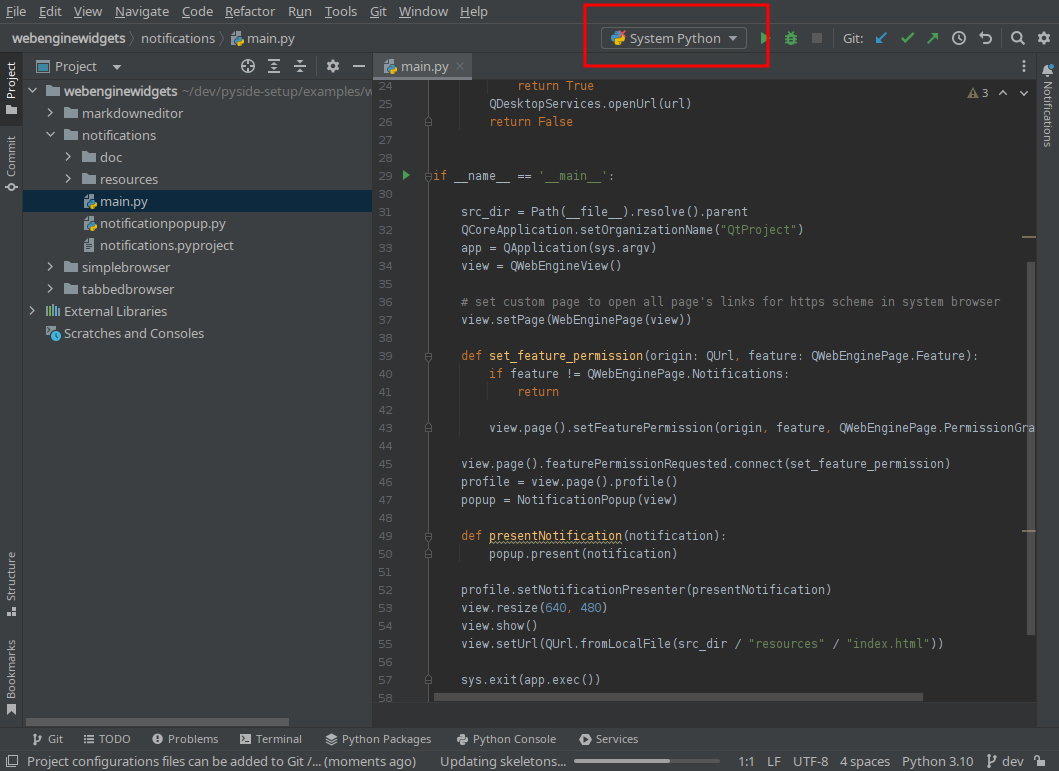 File Edit View Navigate Code Refactor Run Tools Git Window Help
webenginewidgets notifications main.py System Python Git:
Project
Commit
Structure
Bookmarks
Project
webenginewidgets ~/dev/pyside-setup/examples/w
markdowneditor
notifications
doc
resources
main.py
notificationpopup.py
notifications.pyproject
simplebrowser
tabbedbrowser
External Libraries
Scratches and Consoles
main.py
3
Notifications
24 return True
25 QDesktopServices.openUrl(url)
26 return False
27
28
29 if __name__ == '__main__':
30
31 src_dir = Path(__file__).resolve().parent
32 QCoreApplication.setOrganizationName("QtProject")
33 app = QApplication(sys.argv)
34 view = QWebEngineView()
35
36 # set custom page to open all page's links for https scheme in system browser
37 view.setPage(WebEnginePage(view))
38
39 def set_feature_permission(origin: QUrl, feature: QWebEnginePage.Feature):
40 if feature != QWebEnginePage.Notifications:
41 return
42
43 view.page().setFeaturePermission(origin, feature, QWebEnginePage.PermissionGra
44
45 view.page().featurePermissionRequested.connect(set_feature_permission)
46 profile = view.page().profile()
47 popup = NotificationPopup(view)
48
49 def presentNotification(notification):
50 popup.present(notification)
51
52 profile.setNotificationPresenter(presentNotification)
53 view.resize(640, 480)
54 view.show()
55 view.setUrl(QUrl.fromLocalFile(src_dir / "resources" / "index.html"))
56
57 sys.exit(app.exec())
58
Git TODO Problems Terminal Python Packages Python Console Services
Project configurations files can be added to Git /... (moments ago) Updating skeletons... 1:1 LF UTF-8 4 spaces Python 3.10 dev